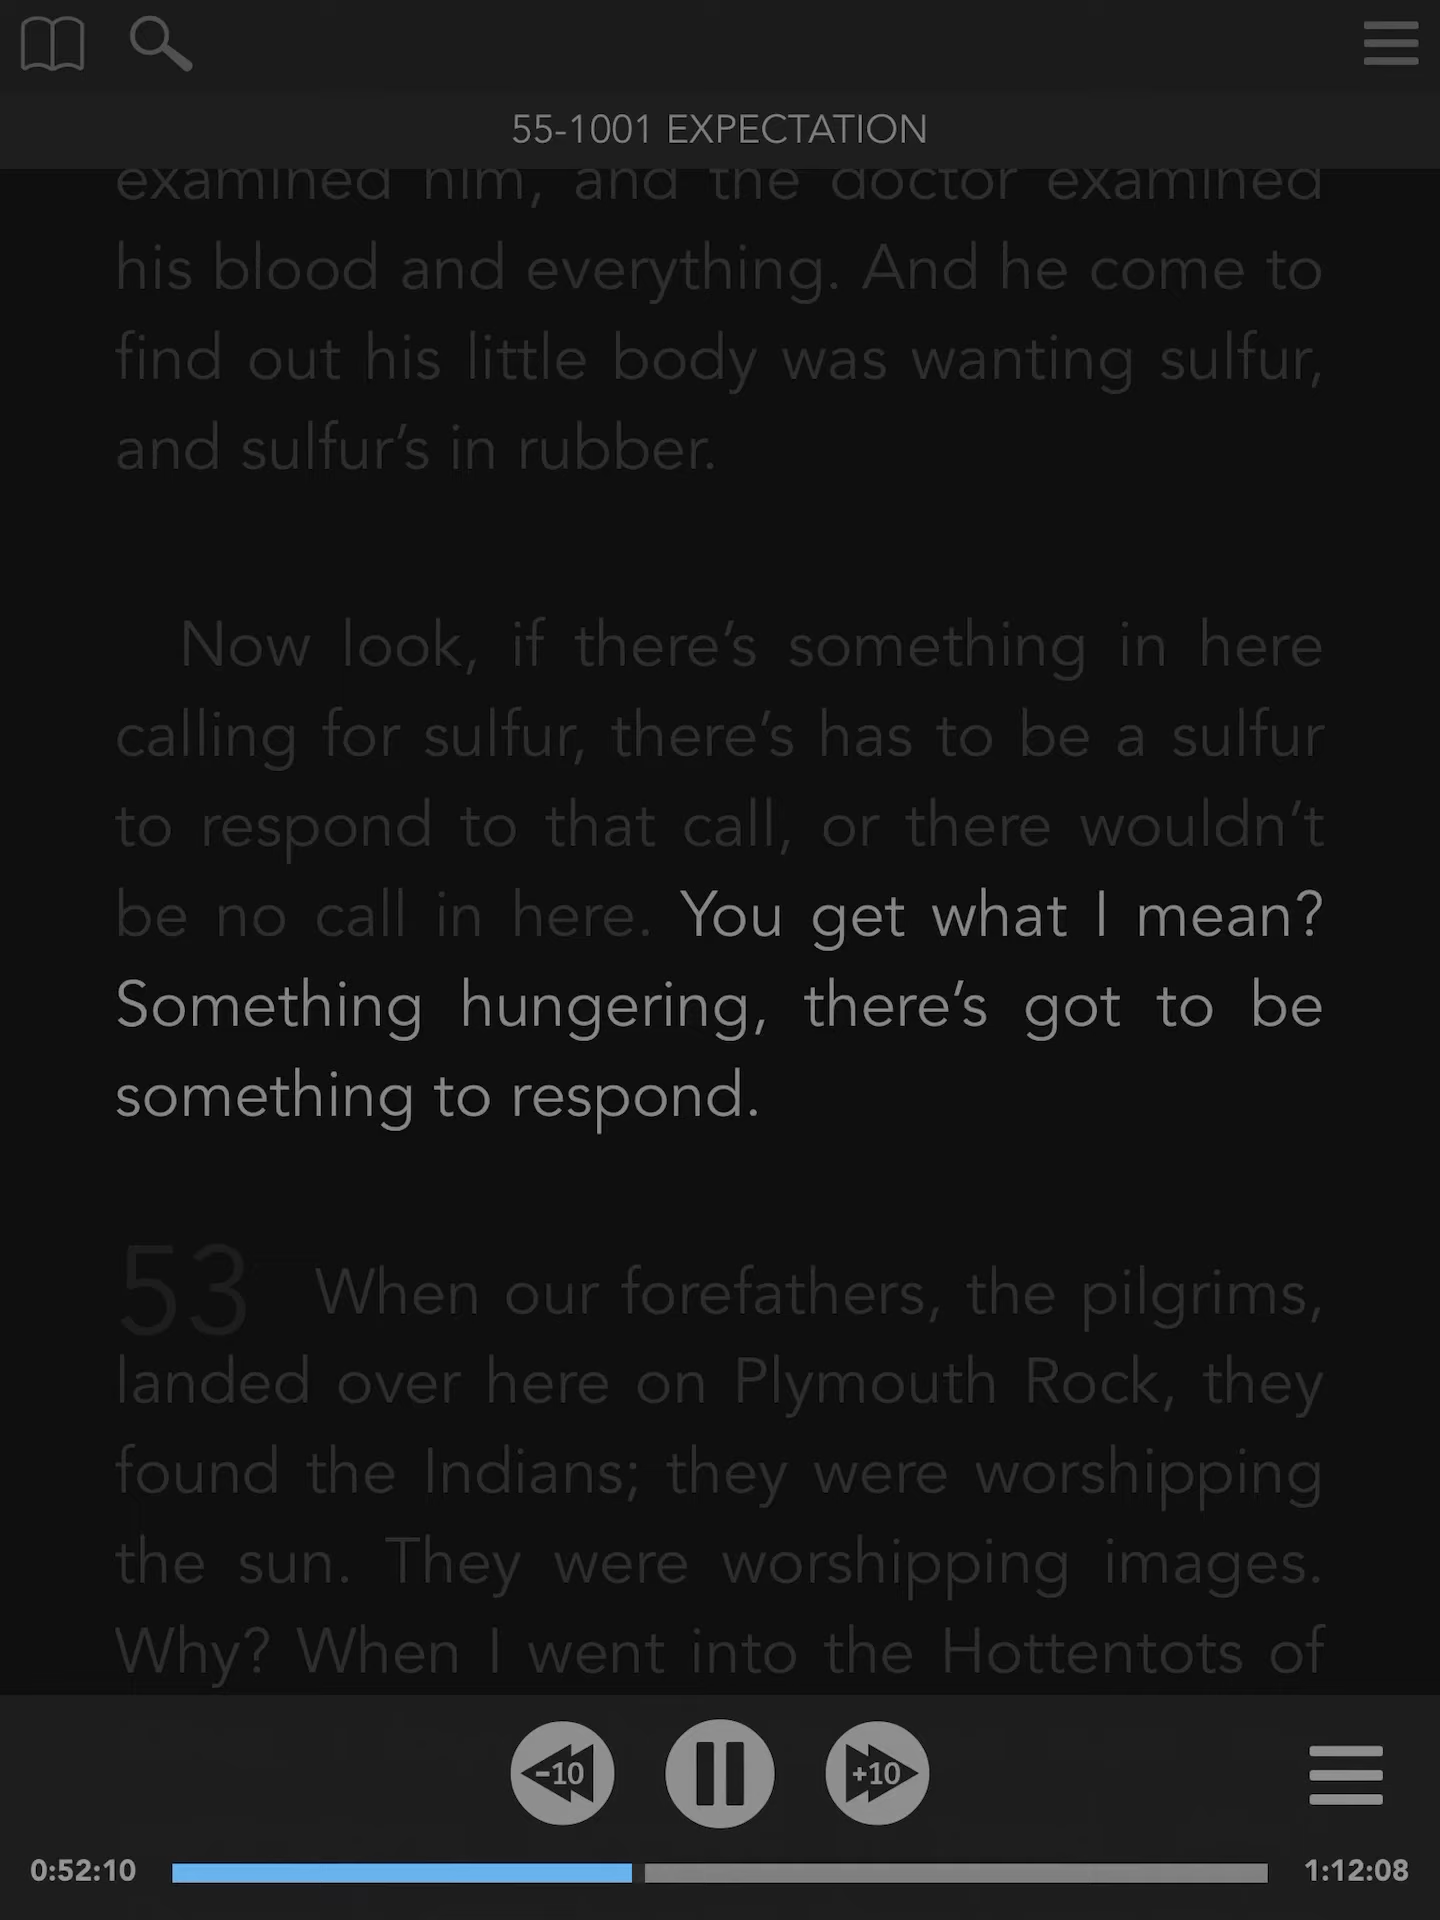 55-1001 EXPECTATION
examined him, and the doctor examined
his blood and everything. And he come to
find out his little body was wanting sulfur,
and sulfur’s in rubber.
Now look, if there’s something in here
calling for sulfur, there’s has to be a sulfur
to respond to that call, or there wouldn’t
be no call in here. You get what I mean?
Something hungering, there’s got to be
something to respond.
53 When our forefathers, the pilgrims,
landed over here on Plymouth Rock, they
found the Indians; they were worshipping
the sun. They were worshipping images.
Why? When I went into the Hottentots of
-10 +10
0:52:10 1:12:08